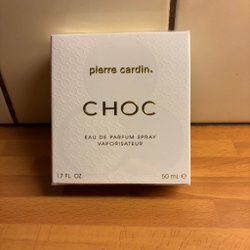 pierre cardin.
CHOC
EAU DE PARFUM SPRAY
VAPORISATEUR
1.7 FL. OZ. 50 mL ℮